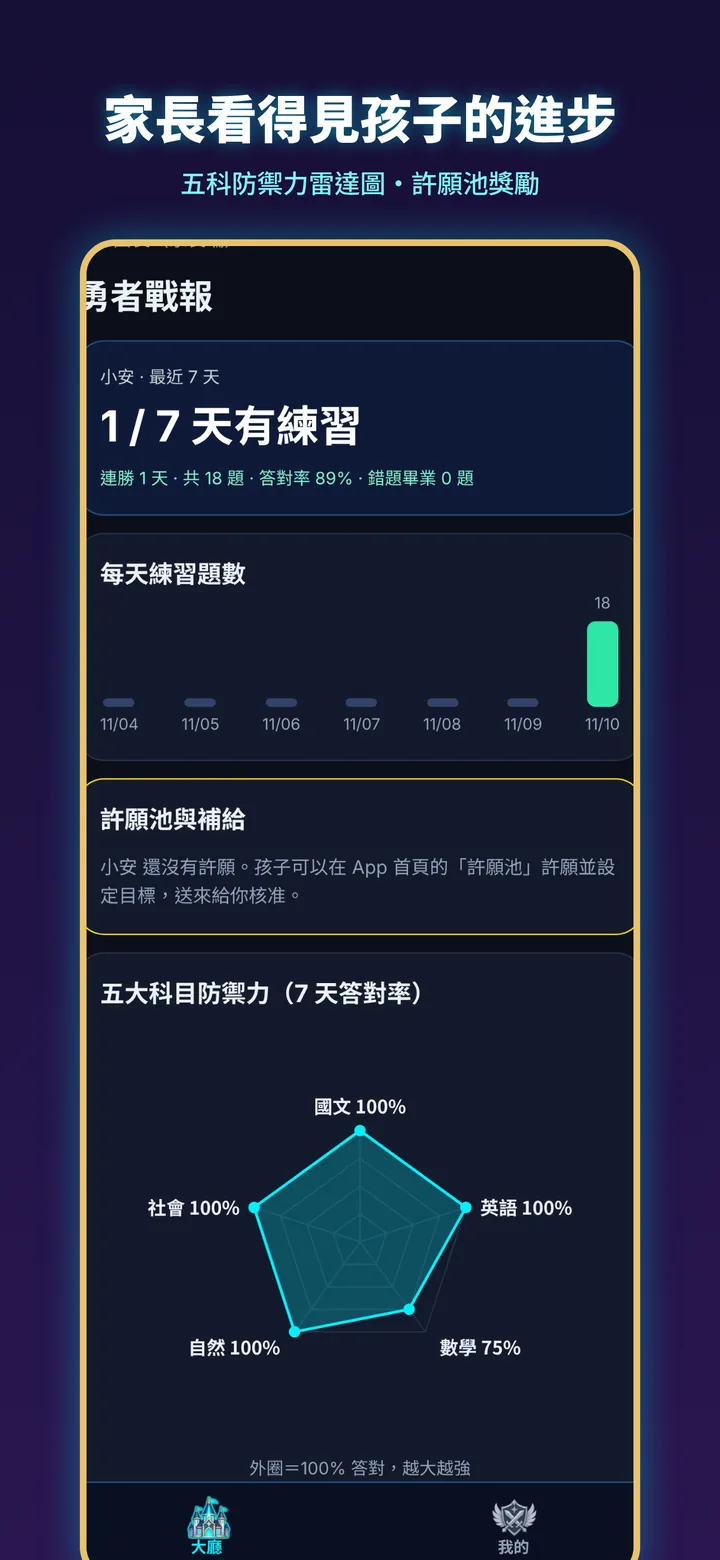 家長看得見孩子的進步
五科防禦力雷達圖・許願池獎勵
勇者戰報
小安 · 最近 7 天
1 / 7 天有練習
連勝 1 天 · 共 18 題 · 答對率 89% · 錯題畢業 0 題
每天練習題數
18
11/04 11/05 11/06 11/07 11/08 11/09 11/10
許願池與補給
小安 還沒有許願。孩子可以在 App 首頁的「許願池」許願並設
定目標，送來給你核准。
五大科目防禦力（7 天答對率）
國文 100%
社會 100% 英語 100%
自然 100% 數學 75%
外圈＝100% 答對，越大越強
大廳 我的